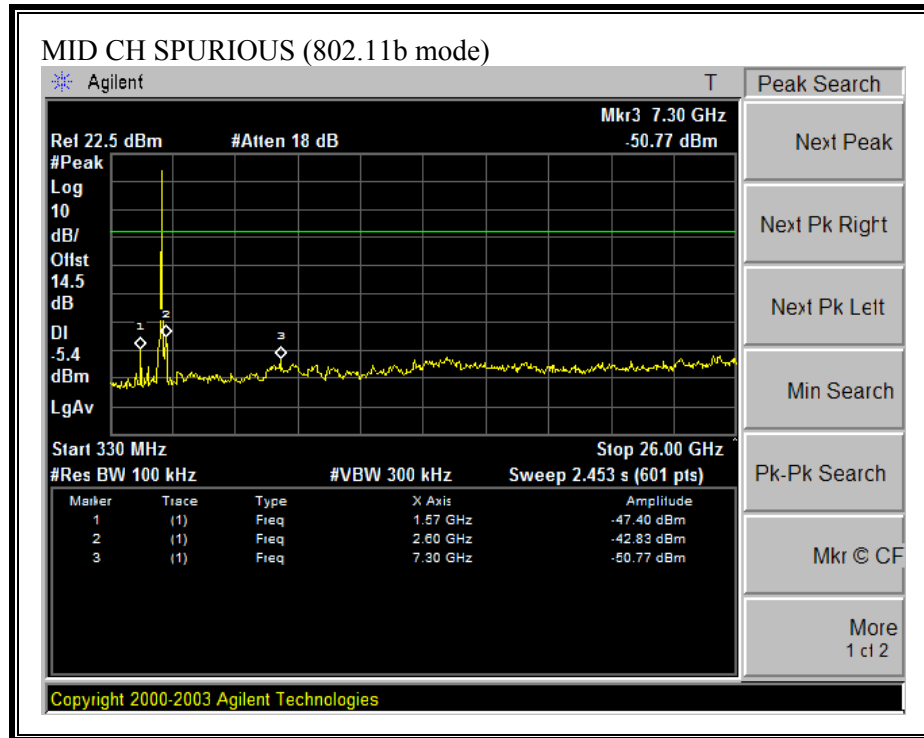 MID CH SPURIOUS (802.11b mode)
Agilent T Peak Search
Mkr3 7.30 GHz
Ref 22.5 dBm #Atten 18 dB -50.77 dBm
#Peak
Log
10
dB/
Offst
14.5
dB
DI
-5.4
dBm
LgAv
1
2
3
Start 330 MHz Stop 26.00 GHz
#Res BW 100 kHz #VBW 300 kHz Sweep 2.453 s (601 pts)
Marker Trace Type X Axis Amplitude
1 (1) Freq 1.57 GHz -47.40 dBm
2 (1) Freq 2.60 GHz -42.83 dBm
3 (1) Freq 7.30 GHz -50.77 dBm
Next Peak
Next Pk Right
Next Pk Left
Min Search
Pk-Pk Search
Mkr © CF
More
1 of 2
Copyright 2000-2003 Agilent Technologies